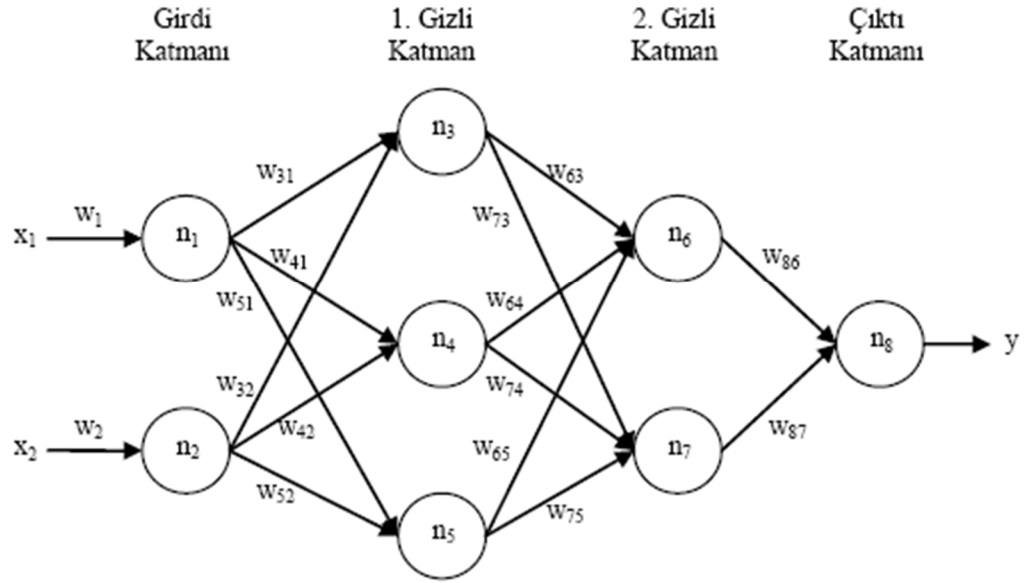 Girdi
Katmanı
1. Gizli
Katman
2. Gizli
Katman
Çıktı
Katmanı
n₃
w₃₁
w₆₃
w₁
x₁
n₁
w₇₃
n₆
w₄₁
w₈₆
w₅₁
w₆₄
n₄
n₈
y
w₃₂
w₇₄
w₂
x₂
n₂
w₄₂
w₆₅
n₇
w₈₇
w₅₂
w₇₅
n₅